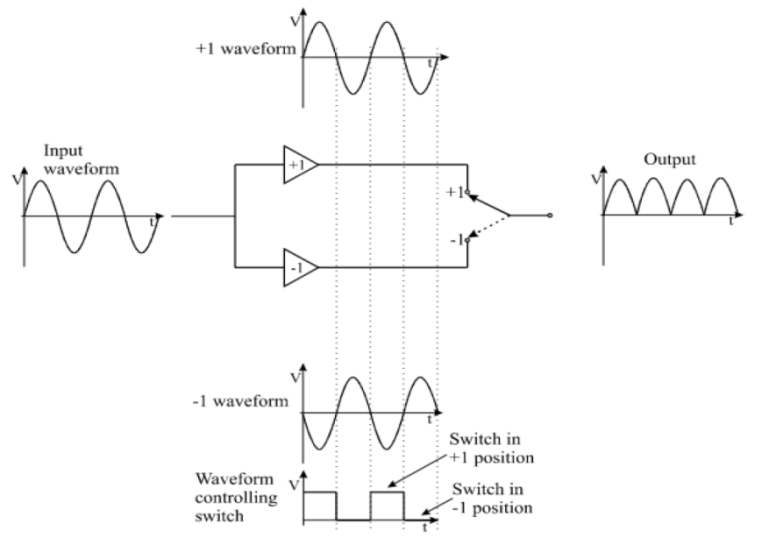 V
+1 waveform
t
Input
waveform
V
t
+1
-1
+1
-1
Output
V
t
V
-1 waveform
t
Switch in
+1 position
Waveform
controlling
switch
V
Switch in
-1 position
t